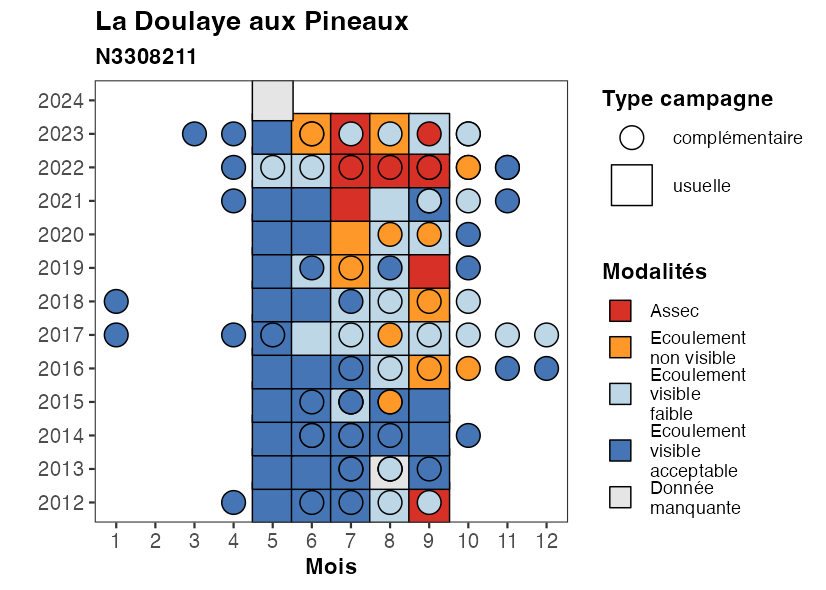 La Doulaye aux Pineaux
N3308211
2024
2023
2022
2021
2020
2019
2018
2017
2016
2015
2014
2013
2012
1 2 3 4 5 6 7 8 9 10 11 12
Mois
Type campagne
complémentaire
usuelle
Modalités
Assec
Ecoulement
non visible
Ecoulement
visible
faible
Ecoulement
visible
acceptable
Donnée
manquante